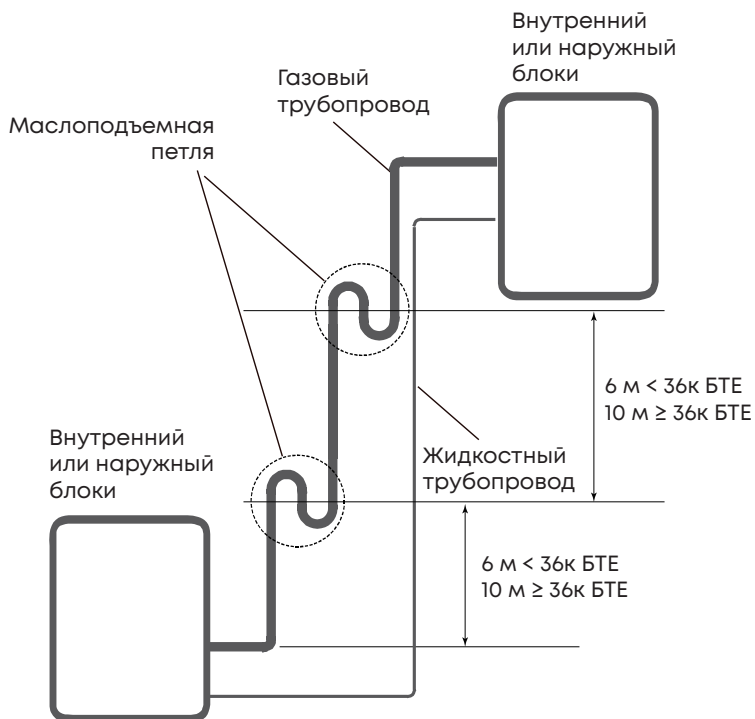 Внутренний
или наружный
блоки
Газовый
трубопровод
Маслоподъемная
петля
6 м < 36к БТЕ
10 м ≥ 36к БТЕ
Внутренний
или наружный
блоки
Жидкостный
трубопровод
6 м < 36к БТЕ
10 м ≥ 36к БТЕ